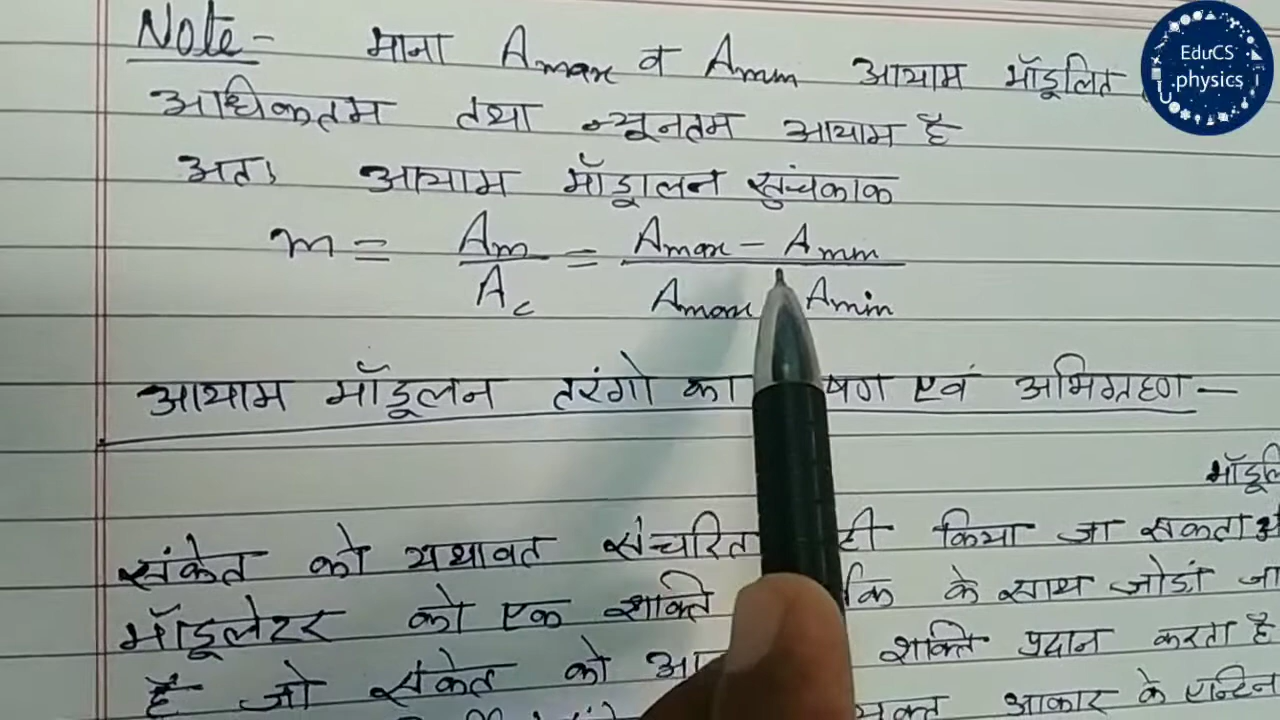 Note - माना Amax व Amin आयाम मॉडूलित
EduCS physics
अधिकतम तथा न्यूनतम आयाम है
अतः आयाम मॉडूालन सुंचकाक
m = Am/Ac = Amax - Amin / Amax Amin
आयाम मॉडूलन तरंगो का षण एवं अभिग्रहण —
मॉडूलि
संकेत को यथावत संचरित किया जा सकता
मॉडूलेटर को एक शक्ति कि के साथ जोडां जा
है जो संकेत को आ शक्ति प्रदान करता है
आकार के एन्टिन